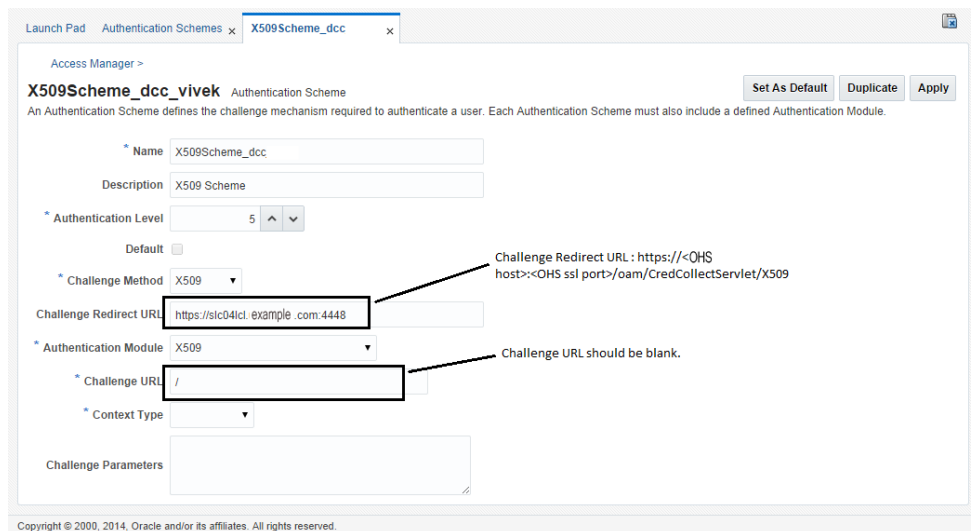 Launch Pad Authentication Schemes x X509Scheme_dcc x
Access Manager >
X509Scheme_dcc_vivek Authentication Scheme
Set As Default Duplicate Apply
An Authentication Scheme defines the challenge mechanism required to authenticate a user. Each Authentication Scheme must also include a defined Authentication Module.
* Name X509Scheme_dcc
Description X509 Scheme
* Authentication Level 5
Default
Challenge Redirect URL : https://<OHS
host>:<OHS ssl port>/oam/CredCollectServlet/X509
* Challenge Method X509
Challenge Redirect URL https://slc04lcl. example .com:4448
* Authentication Module X509
Challenge URL should be blank.
* Challenge URL /
* Context Type
Challenge Parameters
Copyright © 2000, 2014, Oracle and/or its affiliates. All rights reserved.